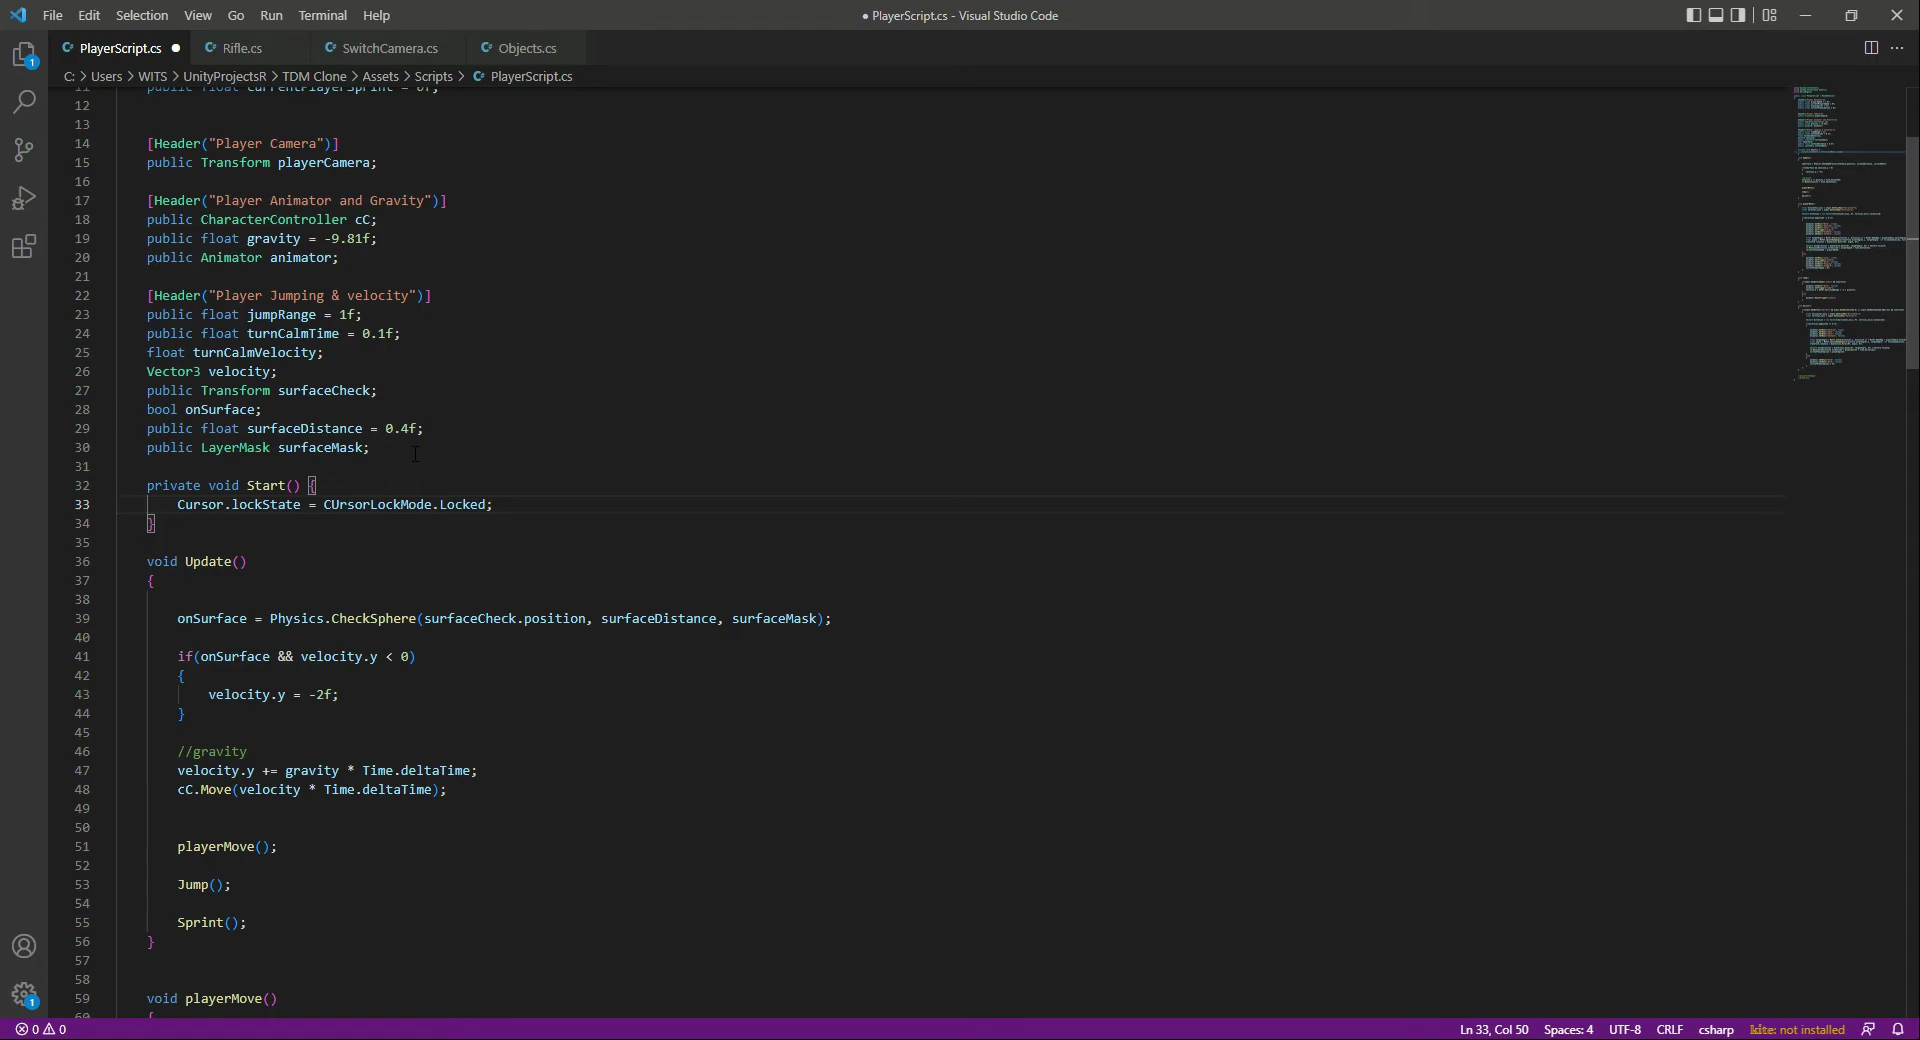 File Edit Selection View Go Run Terminal Help
● PlayerScript.cs - Visual Studio Code
PlayerScript.cs ● Rifle.cs SwitchCamera.cs Objects.cs
C: > Users > WITS > UnityProjectsR > TDM Clone > Assets > Scripts > PlayerScript.cs
11 public float currentPlayerSprint = 0f;
12
13
14 [Header("Player Camera")]
15 public Transform playerCamera;
16
17 [Header("Player Animator and Gravity")]
18 public CharacterController cC;
19 public float gravity = -9.81f;
20 public Animator animator;
21
22 [Header("Player Jumping & velocity")]
23 public float jumpRange = 1f;
24 public float turnCalmTime = 0.1f;
25 float turnCalmVelocity;
26 Vector3 velocity;
27 public Transform surfaceCheck;
28 bool onSurface;
29 public float surfaceDistance = 0.4f;
30 public LayerMask surfaceMask;
31
32 private void Start() {
33 Cursor.lockState = CUrsorLockMode.Locked;
34 }
35
36 void Update()
37 {
38
39 onSurface = Physics.CheckSphere(surfaceCheck.position, surfaceDistance, surfaceMask);
40
41 if(onSurface && velocity.y < 0)
42 {
43 velocity.y = -2f;
44 }
45
46 //gravity
47 velocity.y += gravity * Time.deltaTime;
48 cC.Move(velocity * Time.deltaTime);
49
50
51 playerMove();
52
53 Jump();
54
55 Sprint();
56 }
57
58
59 void playerMove()
60 {
1
1
0 0 Ln 33, Col 50 Spaces: 4 UTF-8 CRLF csharp kite: not installed